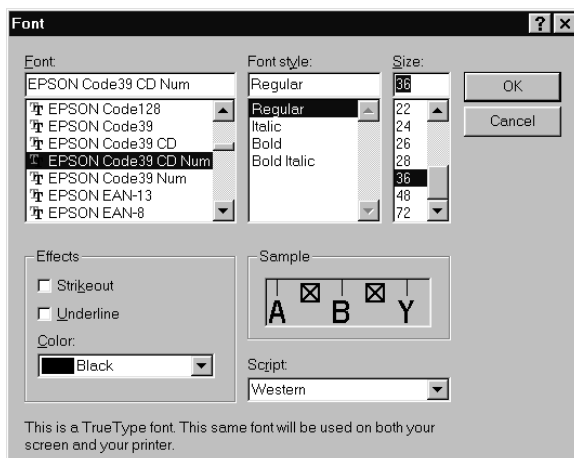 Font
Font:
EPSON Code39 CD Num
EPSON Code128
EPSON Code39
EPSON Code39 CD
EPSON Code39 CD Num
EPSON Code39 Num
EPSON EAN-13
EPSON EAN-8
Font style:
Regular
Regular
Italic
Bold
Bold Italic
Size:
36
22
24
26
28
36
48
72
OK
Cancel
Effects
Strikeout
Underline
Color:
Black
Sample
A B Y
Script:
Western
This is a TrueType font. This same font will be used on both your
screen and your printer.